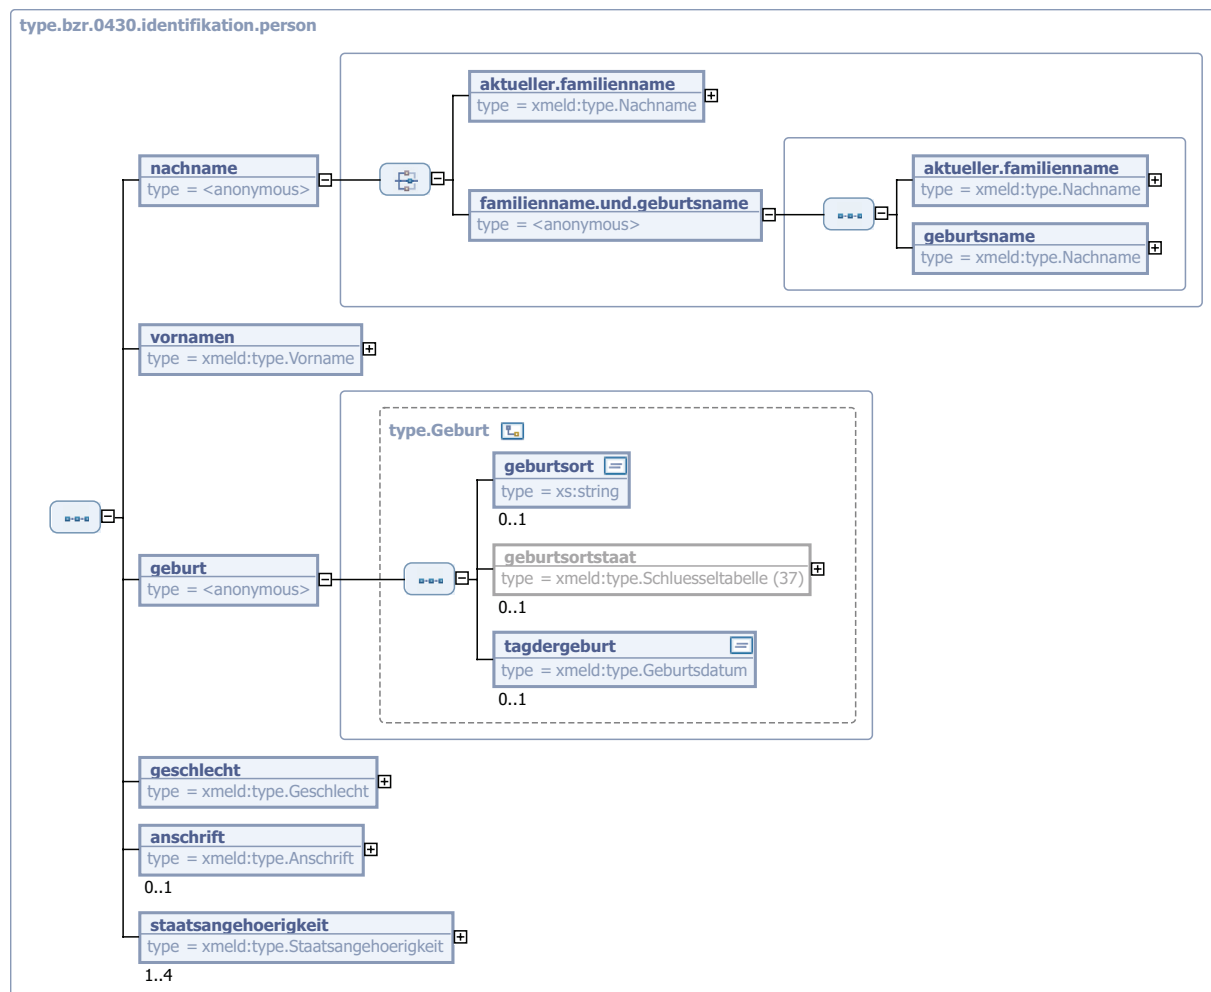 type.bzr.0430.identifikation.person
aktueller.familienname
type = xmeld:type.Nachname
nachname
type = <anonymous>
familienname.und.geburtsname
type = <anonymous>
aktueller.familienname
type = xmeld:type.Nachname
geburtsname
type = xmeld:type.Nachname
vornamen
type = xmeld:type.Vorname
type.Geburt
geburtsort
type = xs:string
0..1
geburtsortstaat
type = xmeld:type.Schluesseltabelle (37)
0..1
geburt
type = <anonymous>
tagdergeburt
type = xmeld:type.Geburtsdatum
0..1
geschlecht
type = xmeld:type.Geschlecht
anschrift
type = xmeld:type.Anschrift
0..1
staatsangehoerigkeit
type = xmeld:type.Staatsangehoerigkeit
1..4